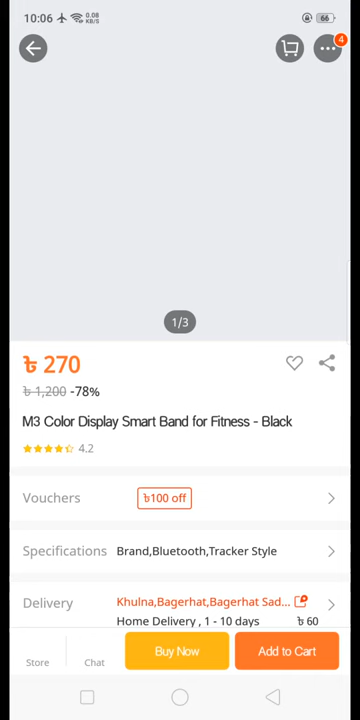 10:06 0.08 KB/S 66
4
1/3
৳ 270
৳ 1,200 -78%
M3 Color Display Smart Band for Fitness - Black
4.2
Vouchers ৳100 off
Specifications Brand,Bluetooth,Tracker Style
Delivery Khulna,Bagerhat,Bagerhat Sad...
Home Delivery , 1 - 10 days ৳ 60
Store Chat Buy Now Add to Cart